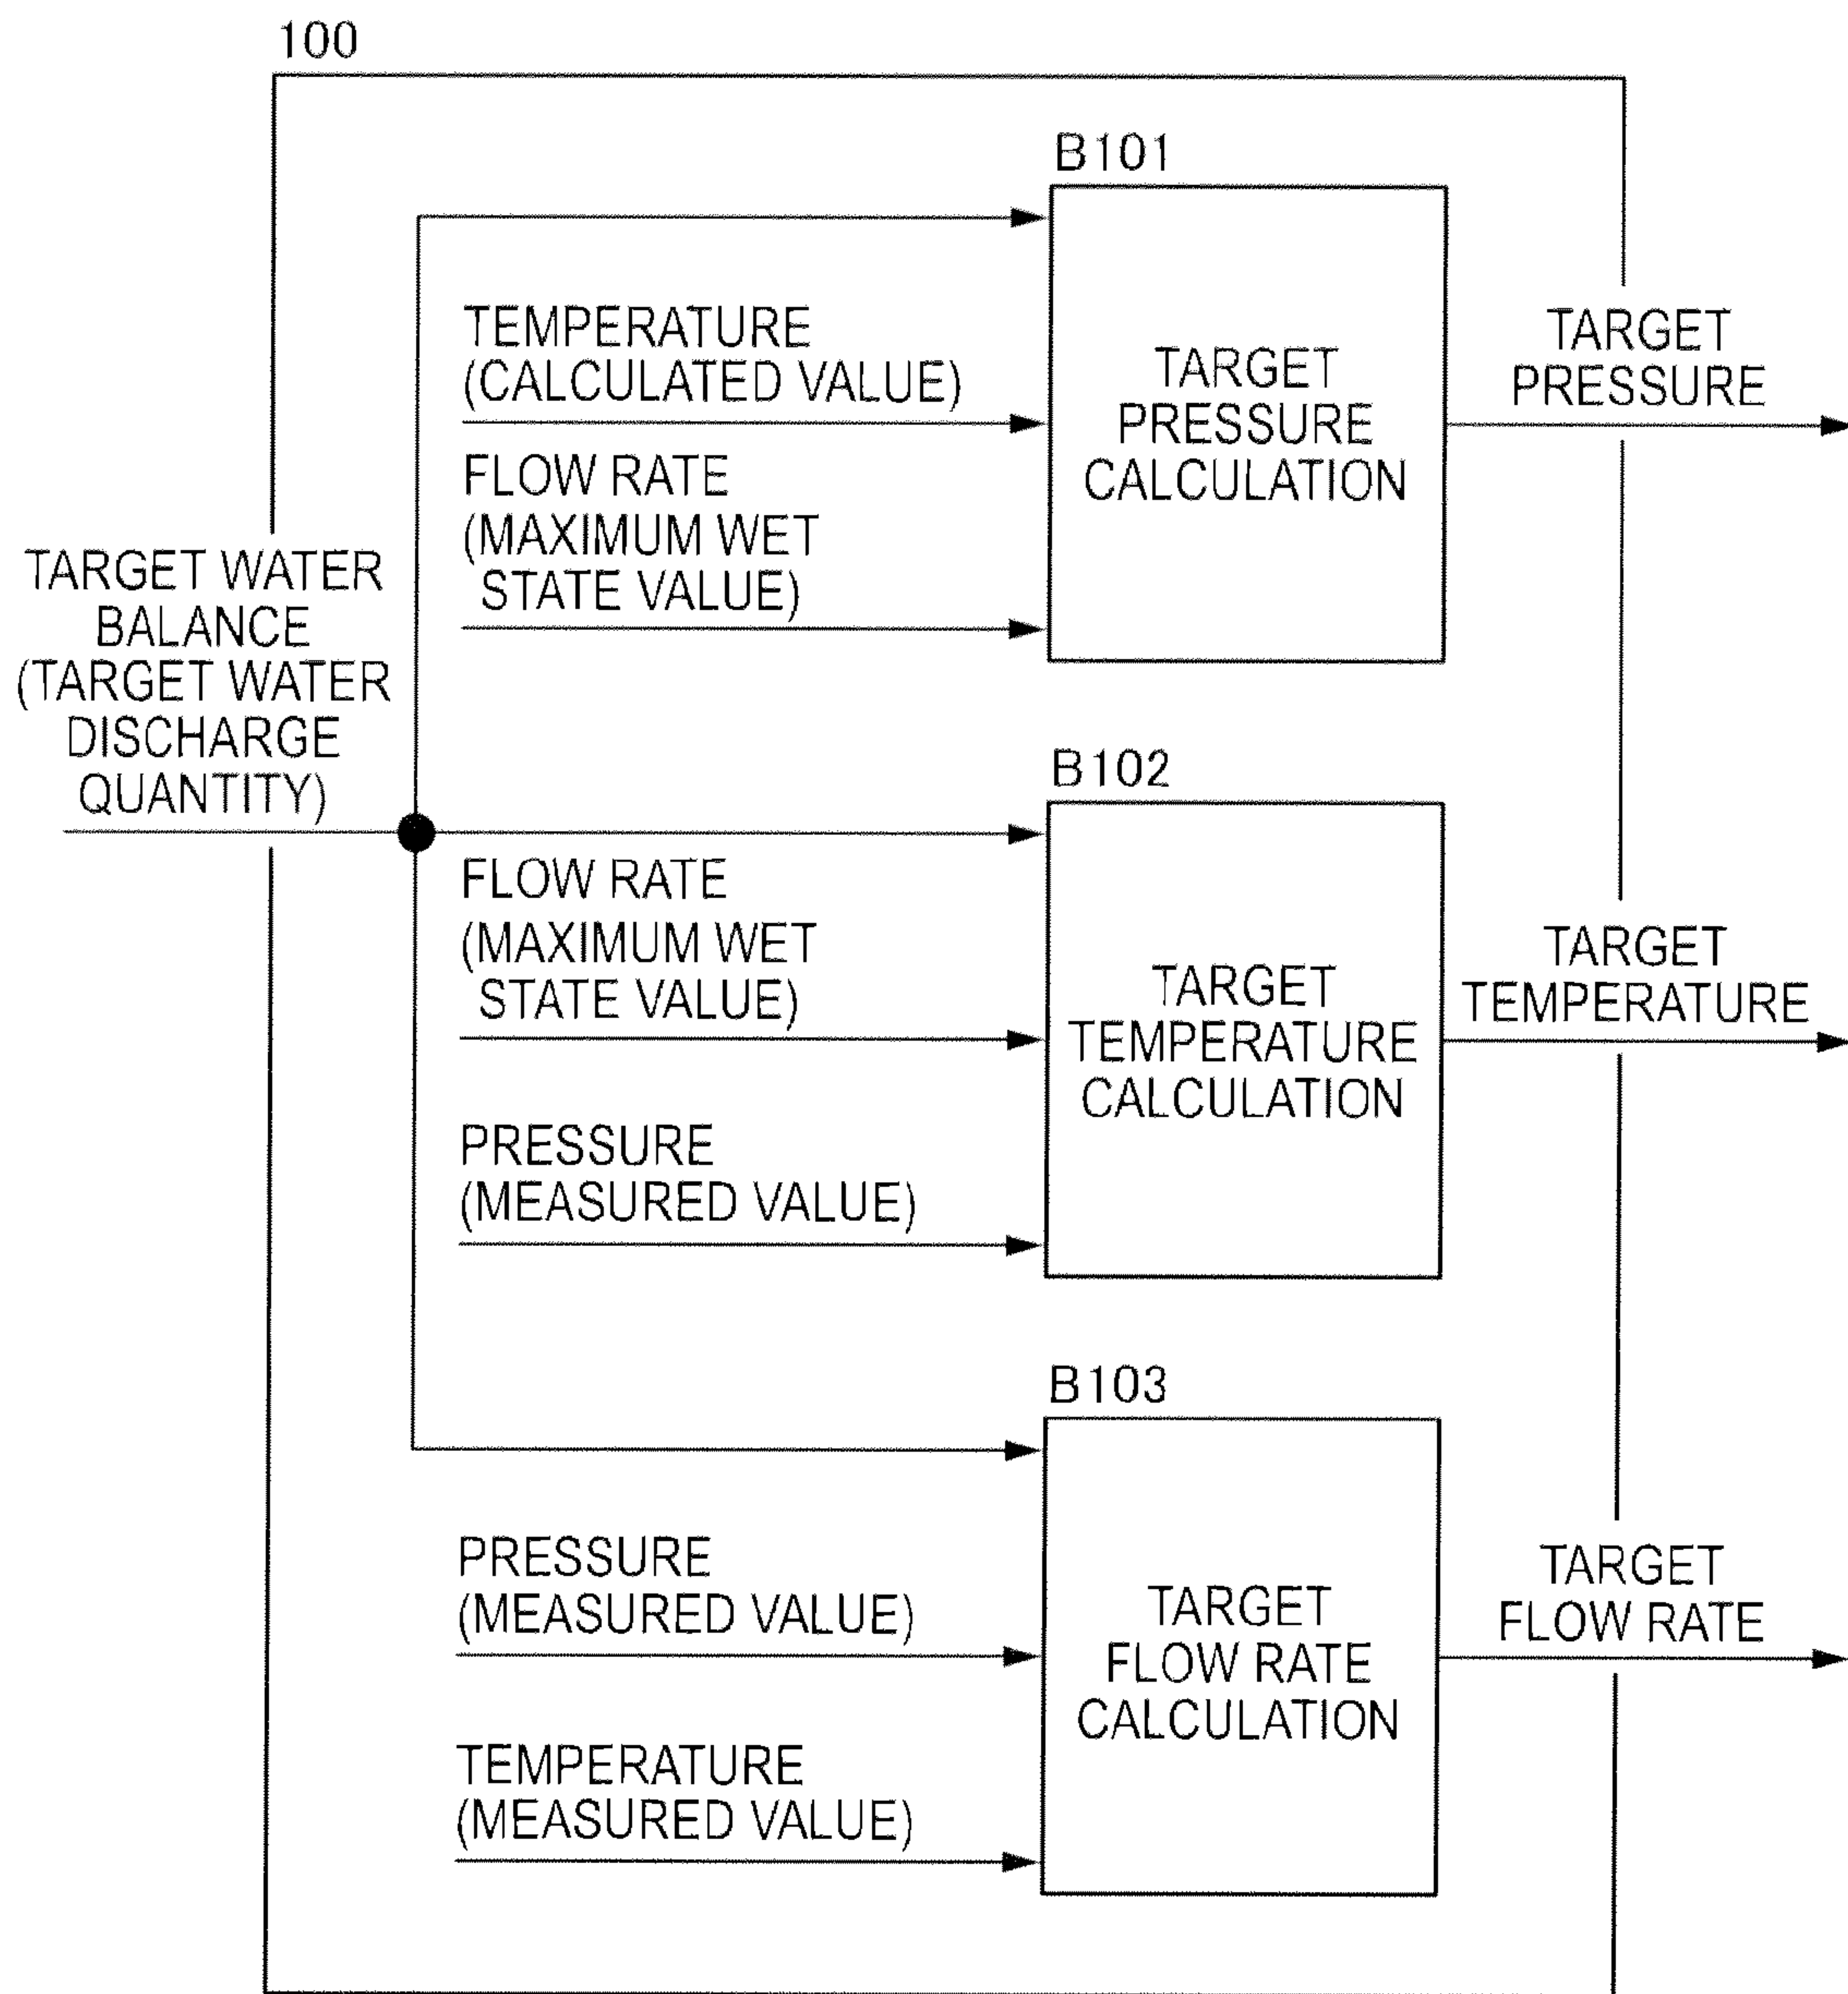 100
B101
TEMPERATURE
(CALCULATED VALUE)
FLOW RATE
(MAXIMUM WET
STATE VALUE)
TARGET
PRESSURE
CALCULATION
TARGET
PRESSURE
TARGET WATER
BALANCE
(TARGET WATER
DISCHARGE
QUANTITY)
B102
FLOW RATE
(MAXIMUM WET
STATE VALUE)
PRESSURE
(MEASURED VALUE)
TARGET
TEMPERATURE
CALCULATION
TARGET
TEMPERATURE
B103
PRESSURE
(MEASURED VALUE)
TEMPERATURE
(MEASURED VALUE)
TARGET
FLOW RATE
CALCULATION
TARGET
FLOW RATE